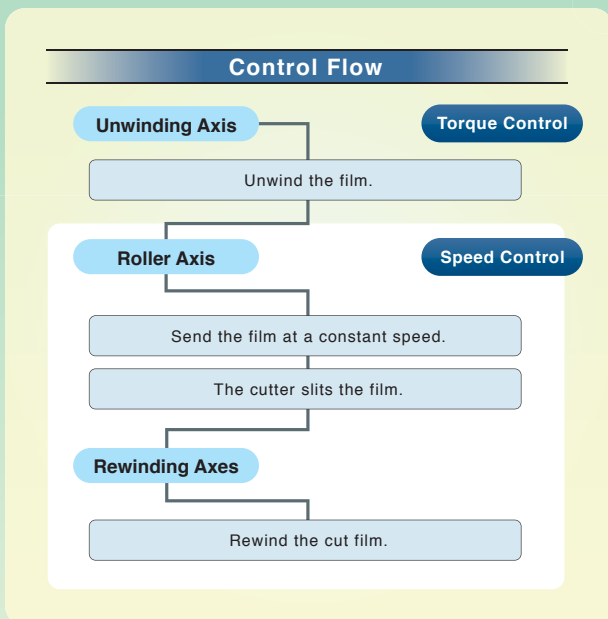 Control Flow
Unwinding Axis
Torque Control
Unwind the film.
Roller Axis
Speed Control
Send the film at a constant speed.
The cutter slits the film.
Rewinding Axes
Rewind the cut film.